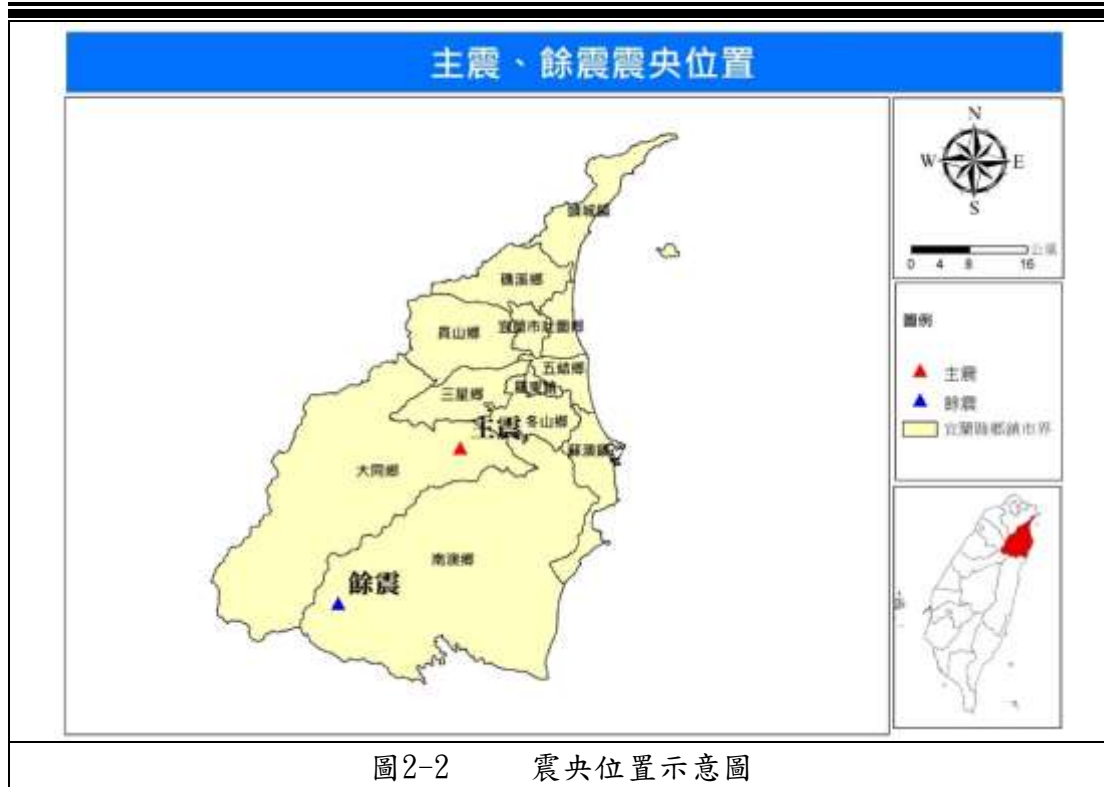 主震、餘震震央位置
N
W E
S
公里
0 4 8 16
圖例
主震
餘震
宜蘭縣鄉鎮市界
頭城鎮
礁溪鄉
員山鄉
宜蘭市 壯圍鄉
五結鄉
羅東鎮
三星鄉
冬山鄉
主震
蘇澳鎮
大同鄉
南澳鄉
餘震
圖2-2 震央位置示意圖